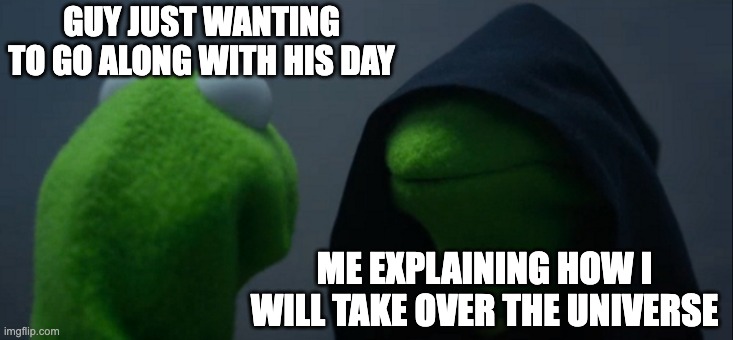 GUY JUST WANTING
TO GO ALONG WITH HIS DAY
ME EXPLAINING HOW I
WILL TAKE OVER THE UNIVERSE
imgflip.com